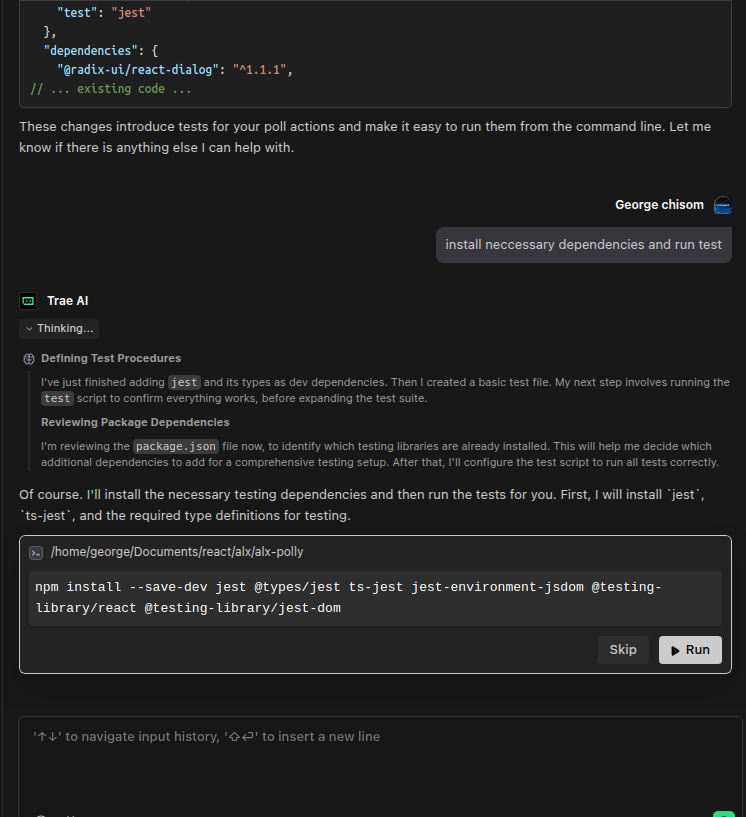 "test": "jest"
},
"dependencies": {
"@radix-ui/react-dialog": "^1.1.1",
// ... existing code ...
These changes introduce tests for your poll actions and make it easy to run them from the command line. Let me
know if there is anything else I can help with.
George chisom
install neccessary dependencies and run test
Trae AI
Thinking...
Defining Test Procedures
I've just finished adding jest and its types as dev dependencies. Then I created a basic test file. My next step involves running the
test script to confirm everything works, before expanding the test suite.
Reviewing Package Dependencies
I'm reviewing the package.json file now, to identify which testing libraries are already installed. This will help me decide which
additional dependencies to add for a comprehensive testing setup. After that, I'll configure the test script to run all tests correctly.
Of course. I'll install the necessary testing dependencies and then run the tests for you. First, I will install `jest`,
`ts-jest`, and the required type definitions for testing.
/home/george/Documents/react/alx/alx-polly
npm install --save-dev jest @types/jest ts-jest jest-environment-jsdom @testing-
library/react @testing-library/jest-dom
Skip
Run
'↑↓' to navigate input history, '⇧↵' to insert a new line